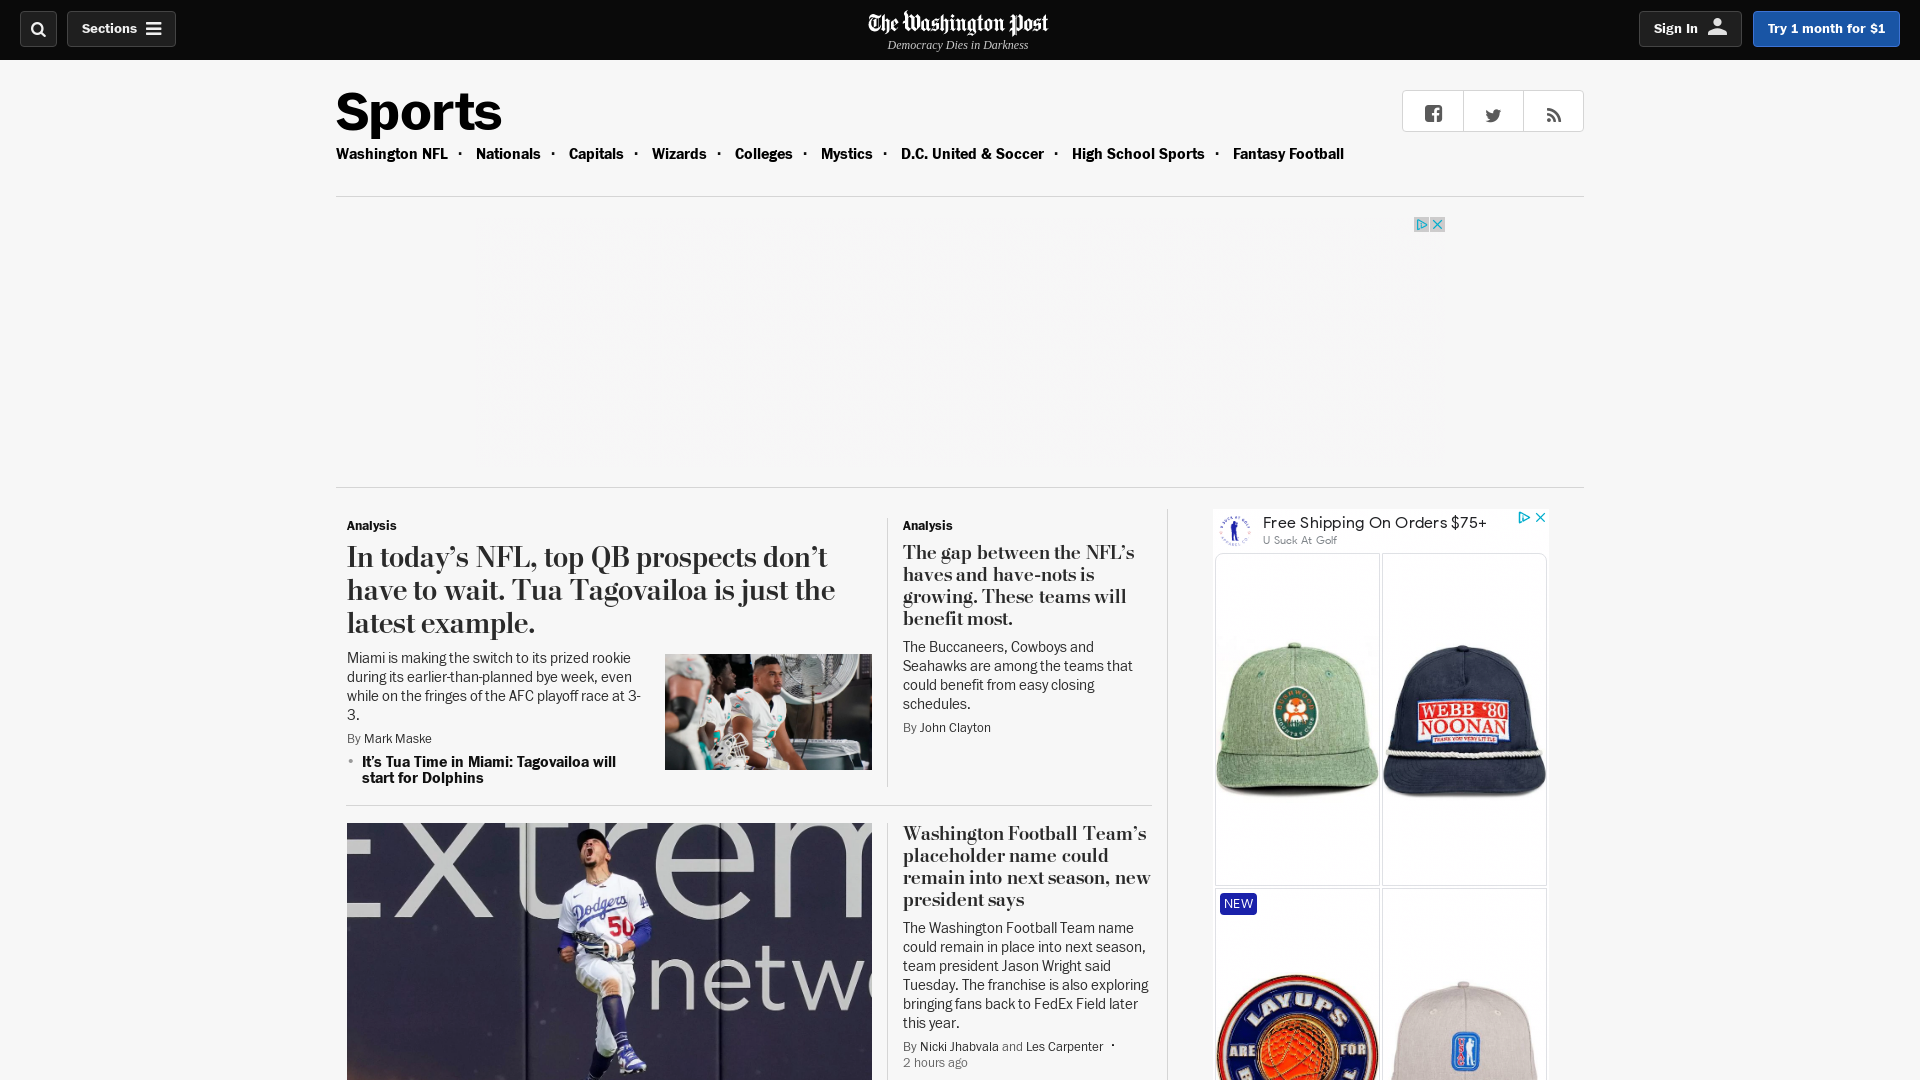 Sections
The Washington Post
Democracy Dies in Darkness
Sign In
Try 1 month for $1
Sports
Washington NFL · Nationals · Capitals · Wizards · Colleges · Mystics · D.C. United & Soccer · High School Sports · Fantasy Football
Analysis
In today’s NFL, top QB prospects don’t
have to wait. Tua Tagovailoa is just the
latest example.
Miami is making the switch to its prized rookie
during its earlier-than-planned bye week, even
while on the fringes of the AFC playoff race at 3-
3.
By Mark Maske
• It’s Tua Time in Miami: Tagovailoa will
start for Dolphins
Analysis
The gap between the NFL’s
haves and have-nots is
growing. These teams will
benefit most.
The Buccaneers, Cowboys and
Seahawks are among the teams that
could benefit from easy closing
schedules.
By John Clayton
Extrem
netwo
Dodgers
50
Washington Football Team’s
placeholder name could
remain into next season, new
president says
The Washington Football Team name
could remain in place into next season,
team president Jason Wright said
Tuesday. The franchise is also exploring
bringing fans back to FedEx Field later
this year.
By Nicki Jhabvala and Les Carpenter ·
2 hours ago
Free Shipping On Orders $75+
U Suck At Golf
BUSHWOOD
COUNTRY CLUB
WEBB ‘80
NOONAN
THANK YOU VERY LITTLE
NEW
LAYUPS
ARE FOR